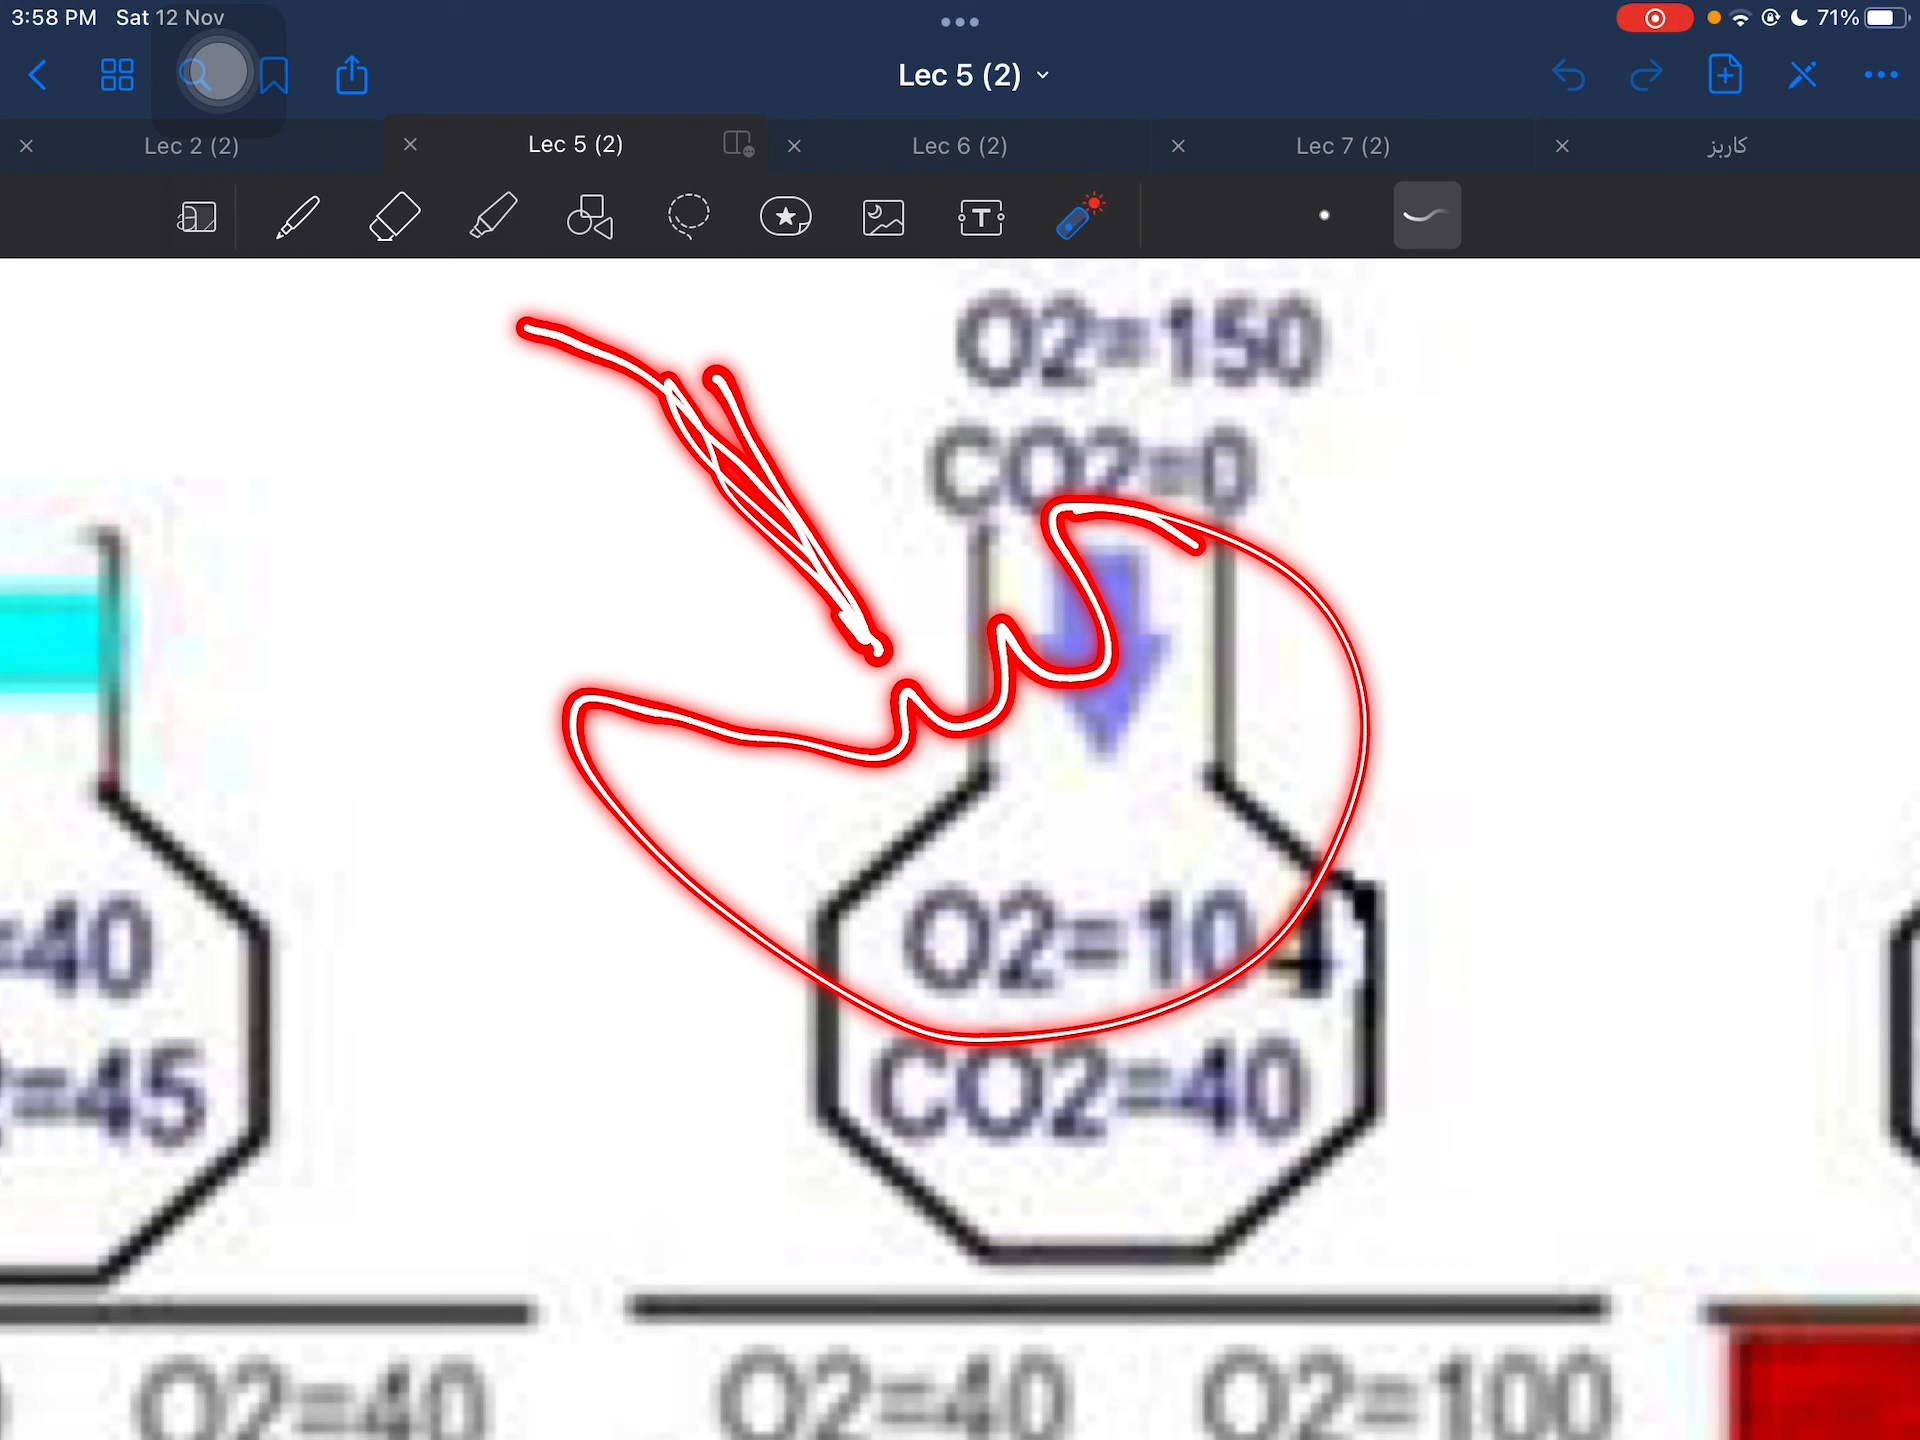 3:58 PM Sat 12 Nov
71%
Lec 5 (2)
Lec 2 (2)
Lec 5 (2)
Lec 6 (2)
Lec 7 (2)
كاربز
T
O2=150
CO2=0
=40
=45
O2=104
CO2=40
O2=40
O2=40
O2=100